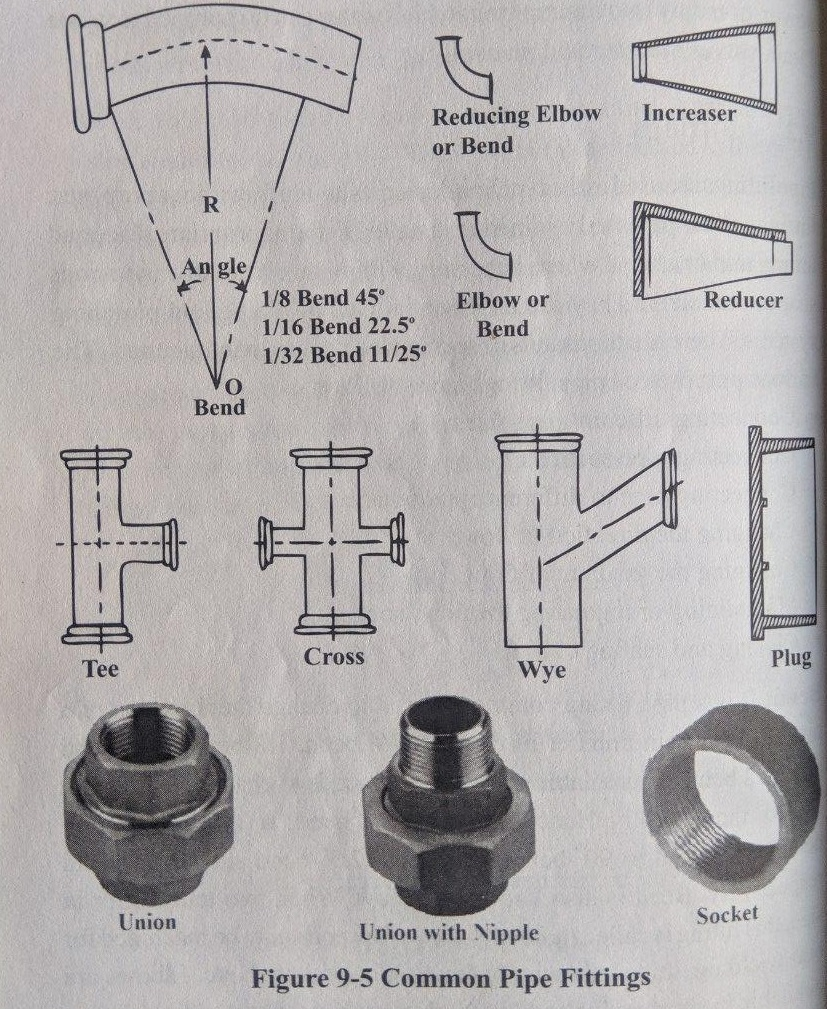 Reducing Elbow
or Bend
Increaser
R
Angle
1/8 Bend 45°
1/16 Bend 22.5°
1/32 Bend 11/25°
O
Bend
Elbow or
Bend
Reducer
Tee
Cross
Wye
Plug
Union
Union with Nipple
Socket
Figure 9-5 Common Pipe Fittings